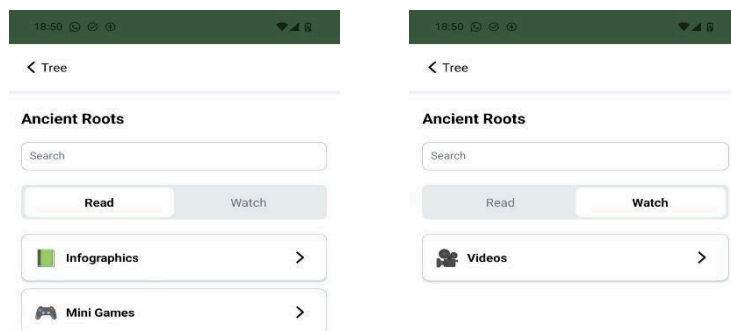 18:50
Tree
Ancient Roots
Search
Read Watch
Infographics
Mini Games
18:50
Tree
Ancient Roots
Search
Read Watch
Videos